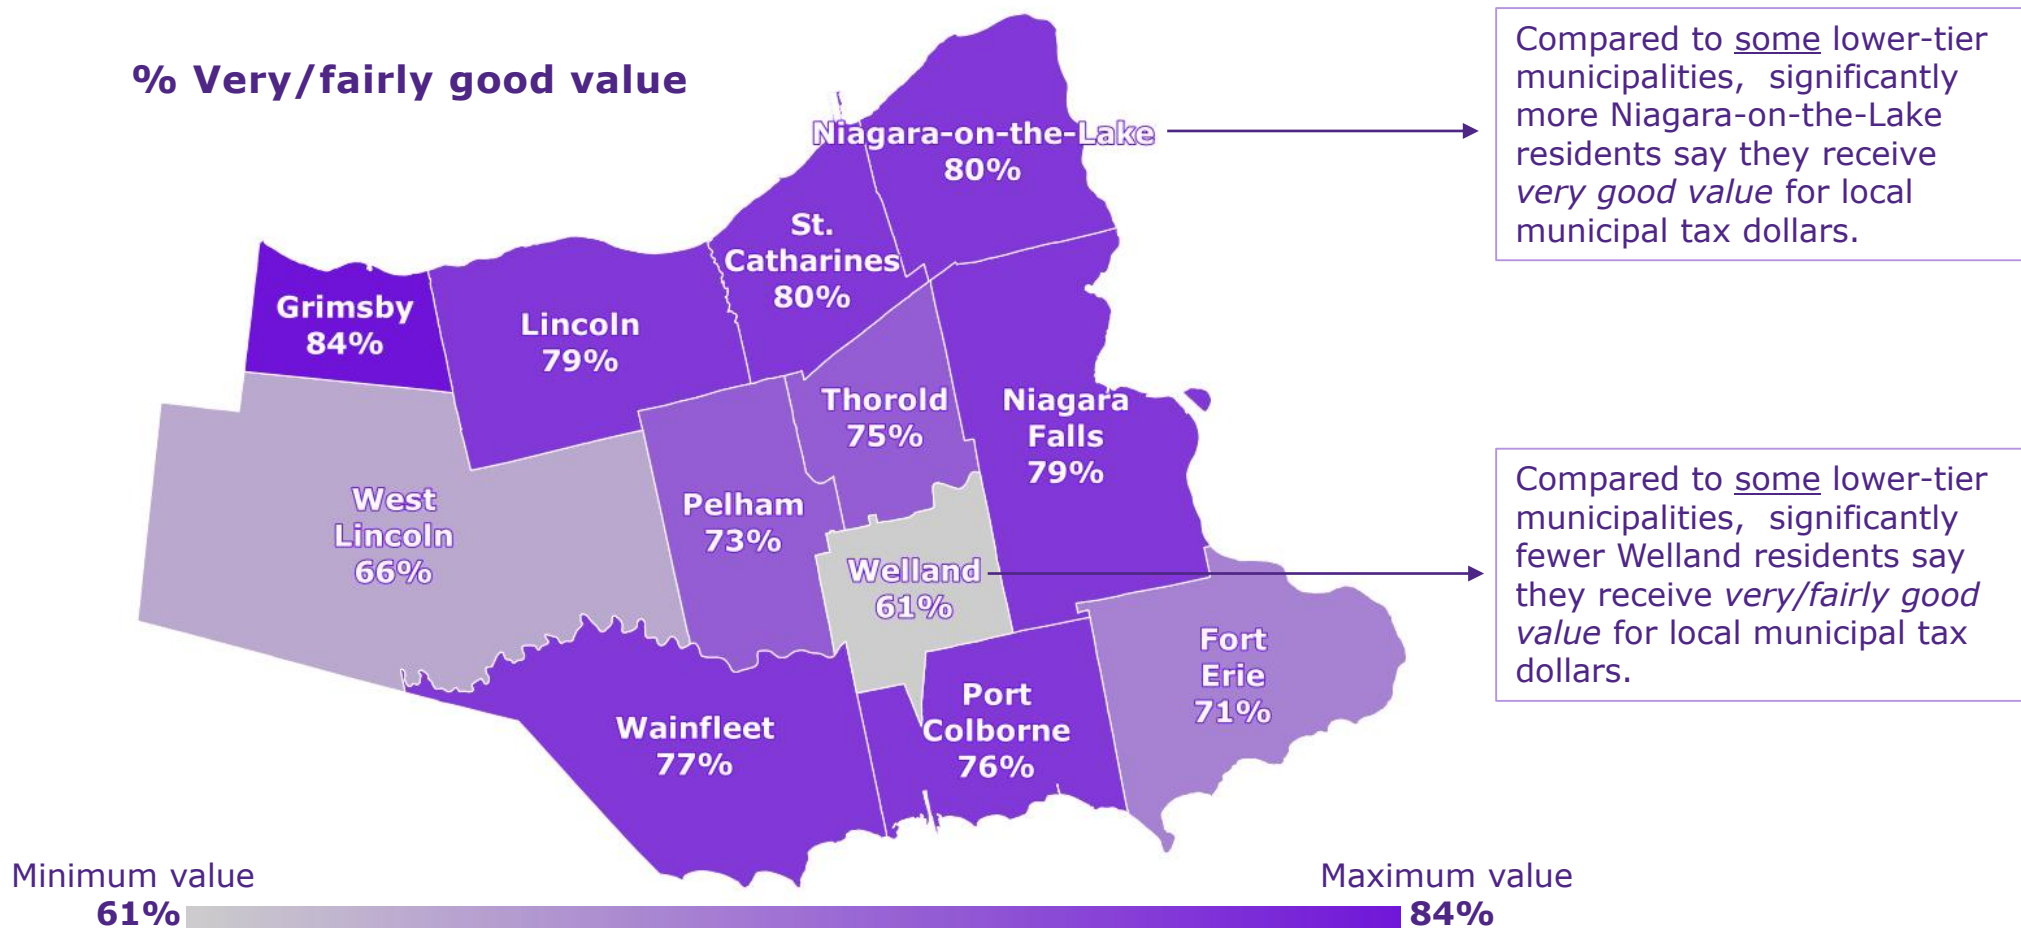 % Very/fairly good value
Niagara-on-the-Lake
80%
St.
Catharines
80%
Grimsby
84%
Lincoln
79%
Thorold
75%
Niagara
Falls
79%
West
Lincoln
66%
Pelham
73%
Welland
61%
Fort
Erie
71%
Wainfleet
77%
Port
Colborne
76%
Compared to some lower-tier
municipalities, significantly
more Niagara-on-the-Lake
residents say they receive
very good value for local
municipal tax dollars.
Compared to some lower-tier
municipalities, significantly
fewer Welland residents say
they receive very/fairly good
value for local municipal tax
dollars.
Minimum value
61%
Maximum value
84%